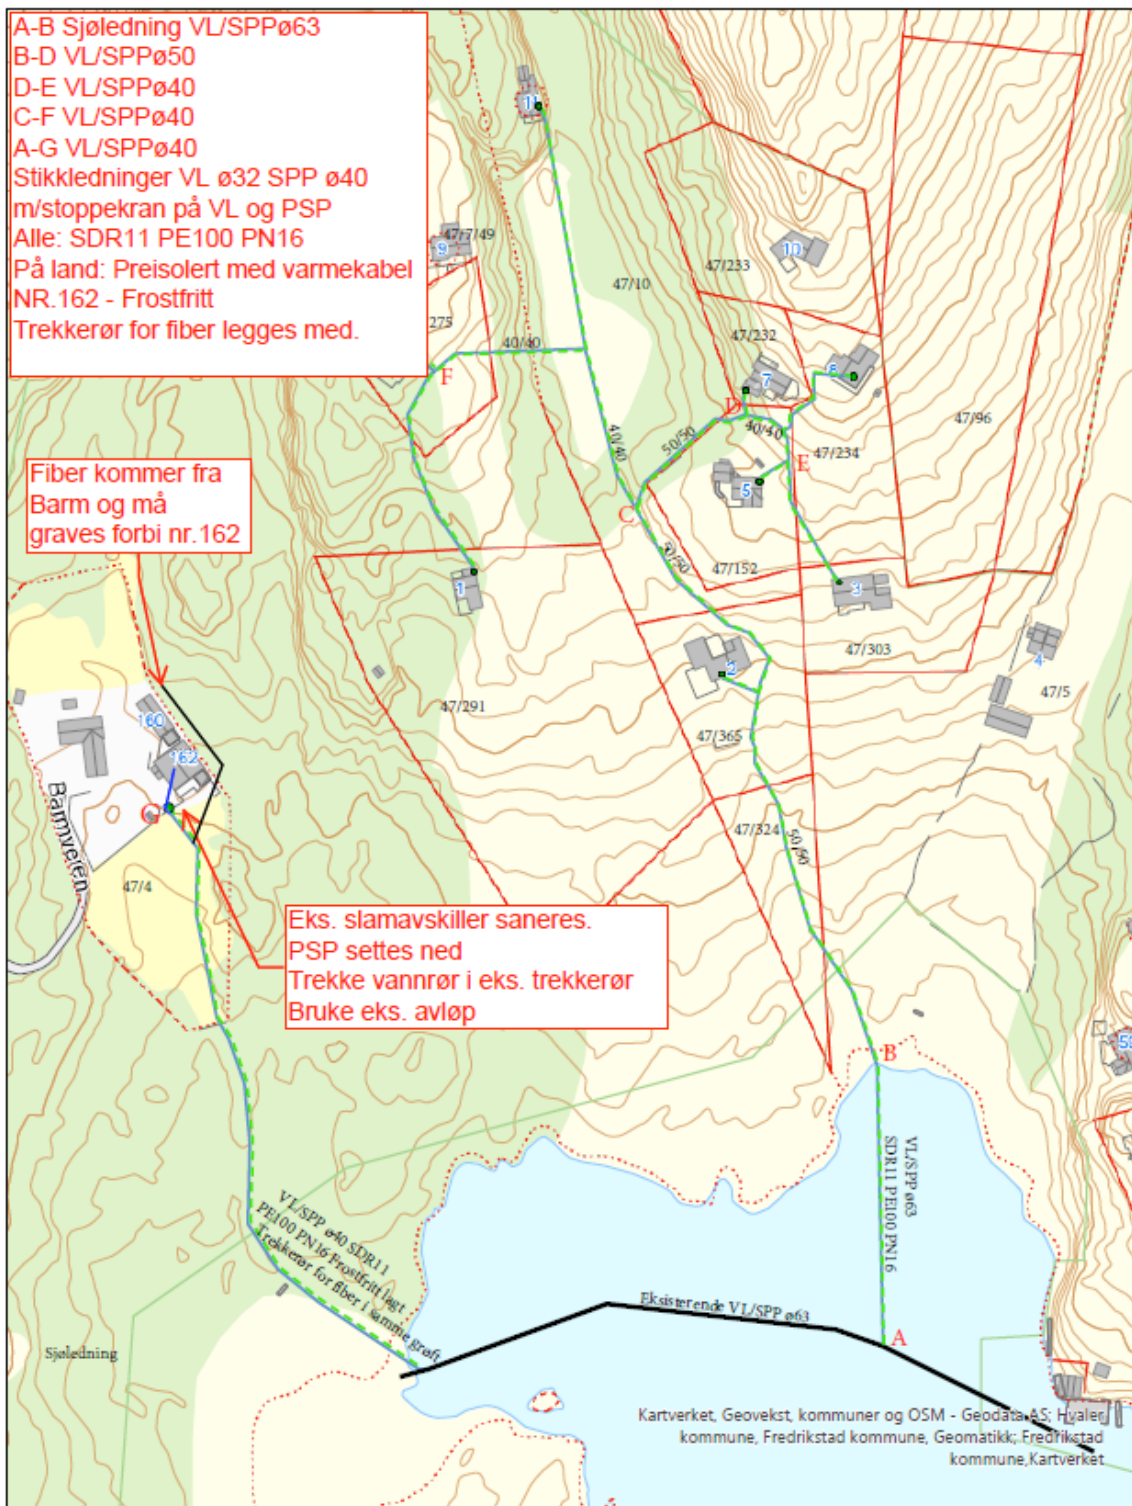 A-B Sjøledning VL/SPPø63
B-D VL/SPPø50
D-E VL/SPPø40
C-F VL/SPPø40
A-G VL/SPPø40
Stikkledninger VL ø32 SPP ø40
m/stoppekran på VL og PSP
Alle: SDR11 PE100 PN16
På land: Preisolert med varmekabel
NR.162 - Frostfritt
Trekkerør for fiber legges med.
11
47/7/49
9
10
47/233
47/10
275
40/40
47/232
F
7
6
D
40/40
47/96
50/50
40/40
47/234
E
5
C
Fiber kommer fra
Barm og må
graves forbi nr.162
50/50
47/152
1
3
47/303
4
2
47/5
47/291
47/365
160
162
G
Barmveien
47/324
50/50
47/4
Eks. slamavskiller saneres.
PSP settes ned
Trekke vannrør i eks. trekkerør
Bruke eks. avløp
B
VL/SPP ø63
SDR11 PE100 PN16
VL/SPP ø40 SDR11
PE100 PN16 Frostfritt lagt
Trekkerør for fiber i samme grøft
Eksisterende VL/SPP ø63
A
Sjøledning
Kartverket, Geovekst, kommuner og OSM - Geodata AS; Hvaler
kommune, Fredrikstad kommune, Geomatikk; Fredrikstad
kommune,Kartverket